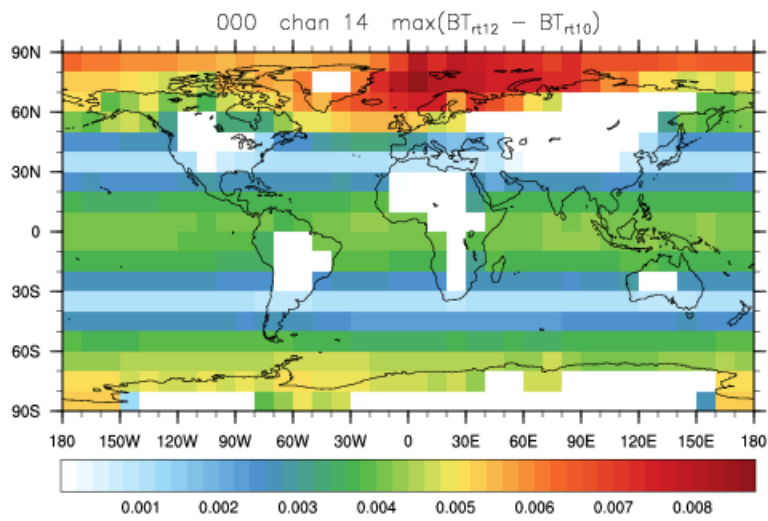 000 chan 14 max(BTrt12 − BTrt10)
90N
60N
30N
0
30S
60S
90S
180 150W 120W 90W 60W 30W 0 30E 60E 90E 120E 150E 180
0.001 0.002 0.003 0.004 0.005 0.006 0.007 0.008